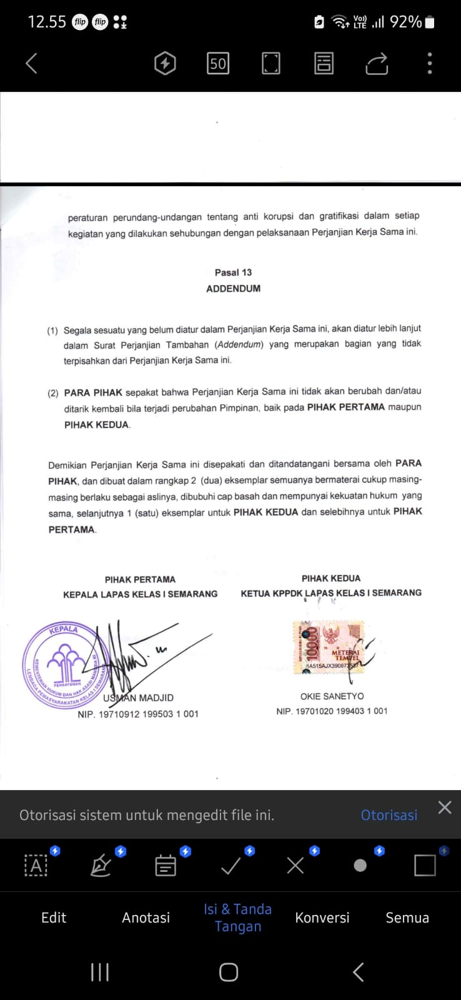 12.55 flip flip Vo)) LTE 92%
50
peraturan perundang-undangan tentang anti korupsi dan gratifikasi dalam setiap
kegiatan yang dilakukan sehubungan dengan pelaksanaan Perjanjian Kerja Sama ini.
Pasal 13
ADDENDUM
(1) Segala sesuatu yang belum diatur dalam Perjanjian Kerja Sama ini, akan diatur lebih lanjut
dalam Surat Perjanjian Tambahan (Addendum) yang merupakan bagian yang tidak
terpisahkan dari Perjanjian Kerja Sama ini.
(2) PARA PIHAK sepakat bahwa Perjanjian Kerja Sama ini tidak akan berubah dan/atau
ditarik kembali bila terjadi perubahan Pimpinan, baik pada PIHAK PERTAMA maupun
PIHAK KEDUA.
Demikian Perjanjian Kerja Sama ini disepakati dan ditandatangani bersama oleh PARA
PIHAK, dan dibuat dalam rangkap 2 (dua) eksemplar semuanya bermaterai cukup masing-
masing berlaku sebagai aslinya, dibubuhi cap basah dan mempunyai kekuatan hukum yang
sama, selanjutnya 1 (satu) eksemplar untuk PIHAK KEDUA dan selebihnya untuk PIHAK
PERTAMA.
PIHAK PERTAMA
KEPALA LAPAS KELAS I SEMARANG
KEPALA
KEMENTERIAN HUKUM DAN HAK ASASI MANUSIA RI
LEMBAGA PEMASYARAKATAN KELAS I SEMARANG
PENGAYOMAN
USMAN MADJID
NIP. 19710912 199503 1 001
PIHAK KEDUA
KETUA KPPDK LAPAS KELAS I SEMARANG
10000
METERAI
TEMPEL
OKIE SANETYO
NIP. 19701020 199403 1 001
Otorisasi sistem untuk mengedit file ini. Otorisasi
A
Edit
Anotasi
Isi & Tanda
Tangan
Konversi
Semua